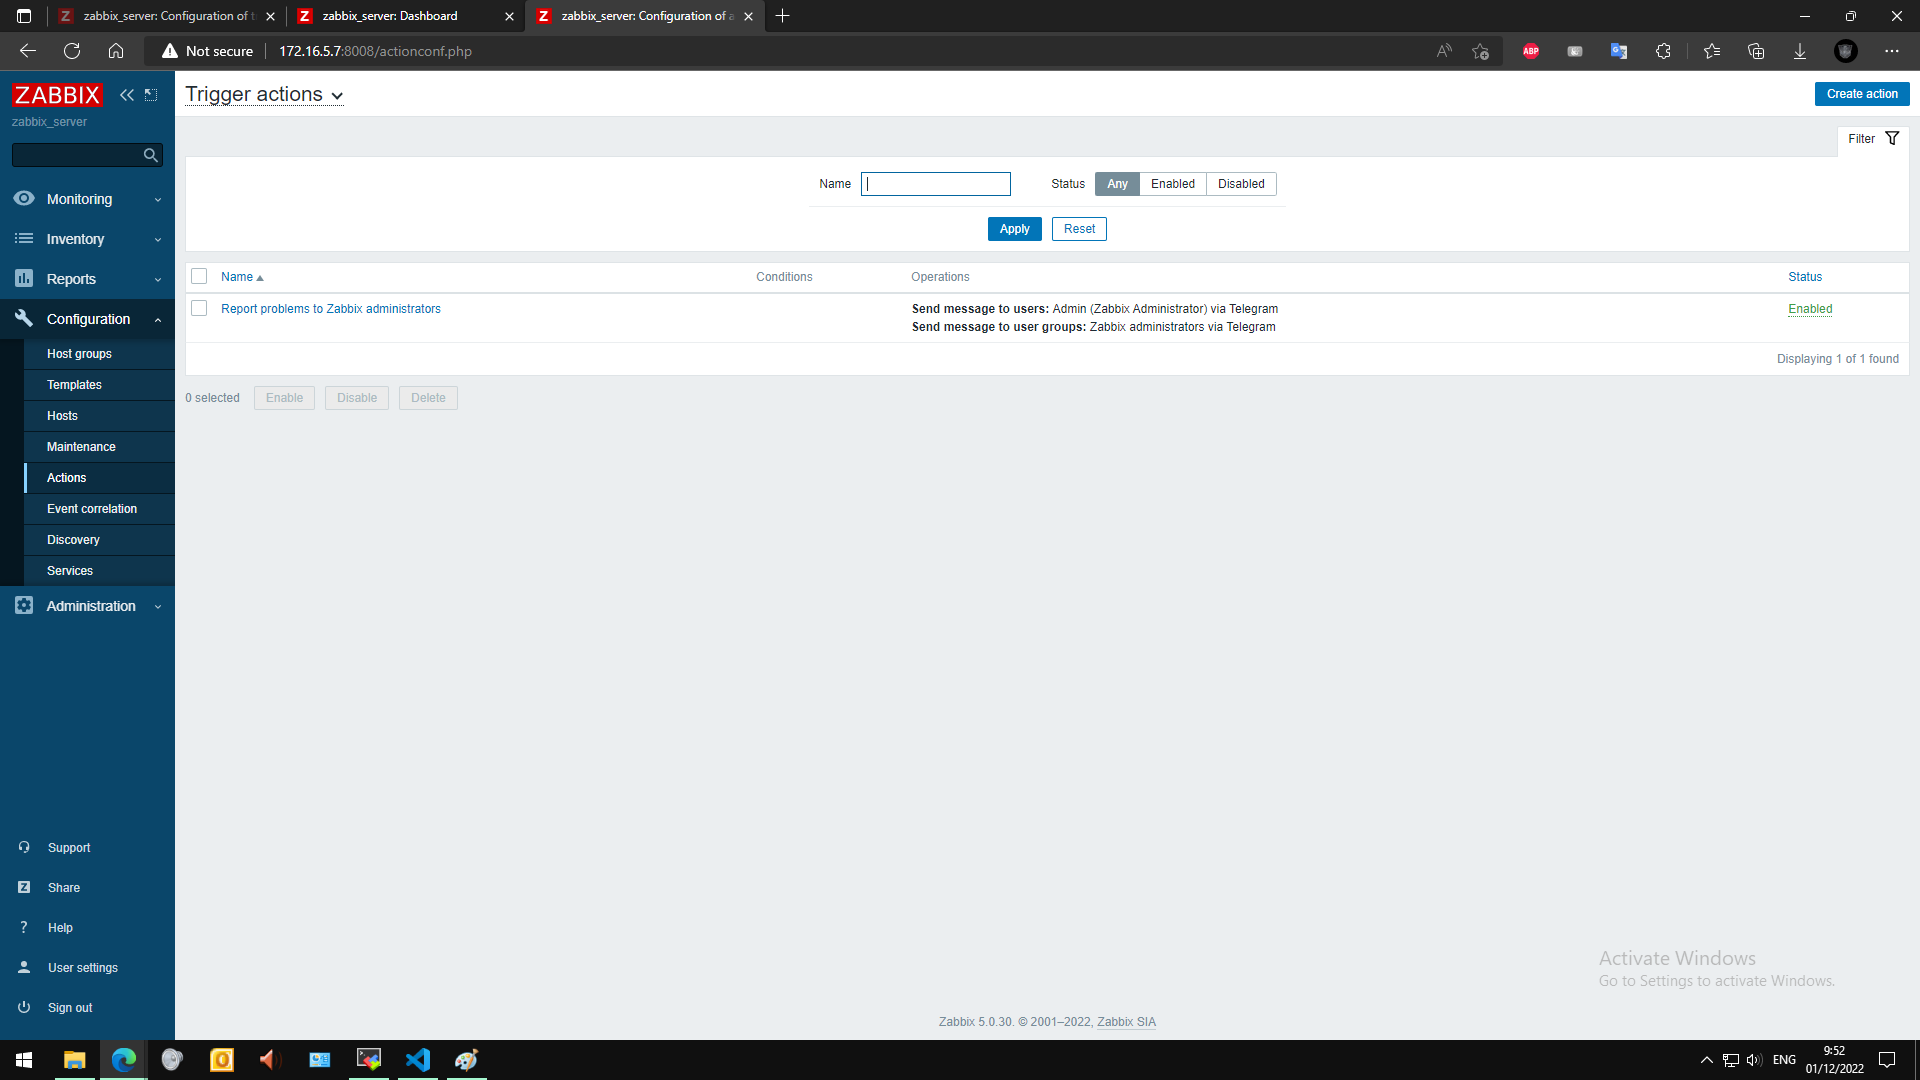 zabbix_server: Configuration of t
zabbix_server: Dashboard
zabbix_server: Configuration of a
Not secure
172.16.5.7:8008/actionconf.php
ABP
ZABBIX
zabbix_server
Monitoring
Inventory
Reports
Configuration
Host groups
Templates
Hosts
Maintenance
Actions
Event correlation
Discovery
Services
Administration
Support
Share
Help
User settings
Sign out
Trigger actions
Create action
Filter
Name
Status Any Enabled Disabled
Apply Reset
Name Conditions Operations Status
Report problems to Zabbix administrators
Send message to users: Admin (Zabbix Administrator) via Telegram
Send message to user groups: Zabbix administrators via Telegram
Enabled
Displaying 1 of 1 found
0 selected Enable Disable Delete
Activate Windows
Go to Settings to activate Windows.
Zabbix 5.0.30. © 2001–2022, Zabbix SIA
ENG
9:52
01/12/2022